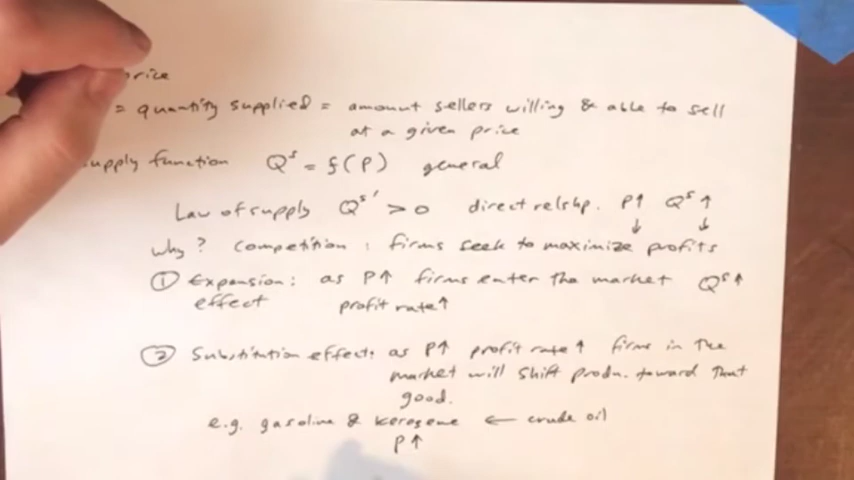 price
= quantity supplied = amount sellers willing & able to sell
at a given price
supply function Qˢ = f(P) general
Law of supply Qˢ' > 0 direct relshp. P↑ Qˢ↑
↓ ↓
why? Competition: firms seek to maximize profits
① Expansion: as P↑ firms enter the market Qˢ↑
effect profit rate↑
② Substitution effect: as P↑ profit rate↑ firms in the
market will shift prodn. toward that
good.
e.g. gasoline & kerosene ← crude oil
P↑